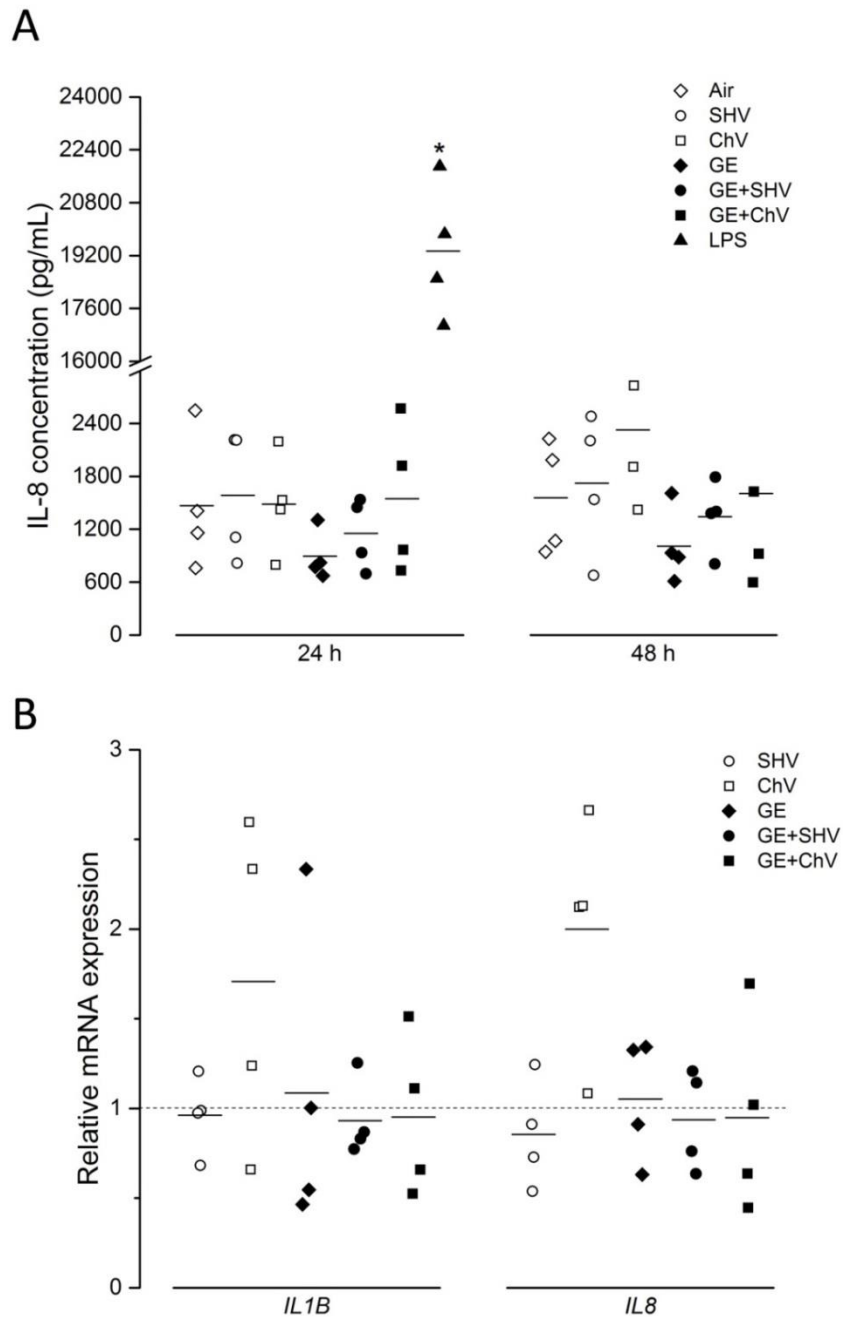 A
IL-8 concentration (pg/mL)
24000
22400
20800
19200
17600
16000
2400
1800
1200
600
0
*
Air
SHV
ChV
GE
GE+SHV
GE+ChV
LPS
24 h
48 h
B
Relative mRNA expression
3
2
1
0
SHV
ChV
GE
GE+SHV
GE+ChV
IL1B
IL8